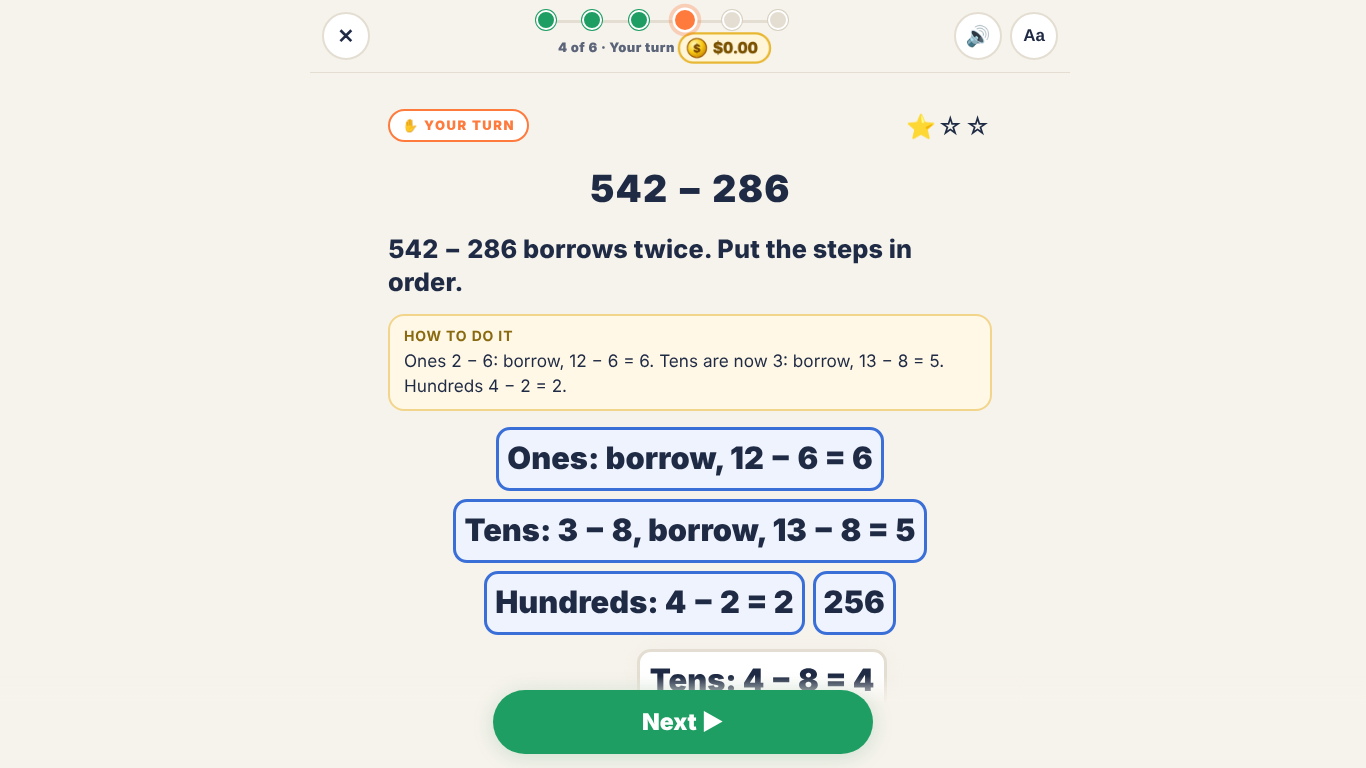 ✕
4 of 6 · Your turn $0.00
Aa
YOUR TURN
542 − 286
542 − 286 borrows twice. Put the steps in
order.
HOW TO DO IT
Ones 2 − 6: borrow, 12 − 6 = 6. Tens are now 3: borrow, 13 − 8 = 5.
Hundreds 4 − 2 = 2.
Ones: borrow, 12 − 6 = 6
Tens: 3 − 8, borrow, 13 − 8 = 5
Hundreds: 4 − 2 = 2 256
Tens: 4 − 8 = 4
Next ▶